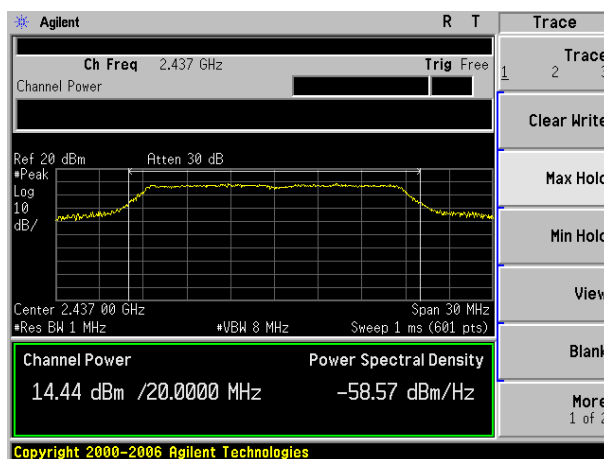 Agilent R T Trace
Ch Freq 2.437 GHz Trig Free
Channel Power
Trace
1 2 3
Clear Write
Max Hold
Min Hold
View
Blank
More
1 of 2
Ref 20 dBm Atten 30 dB
#Peak
Log
10
dB/
Center 2.437 00 GHz Span 30 MHz
#Res BW 1 MHz #VBW 8 MHz Sweep 1 ms (601 pts)
Channel Power Power Spectral Density
14.44 dBm /20.0000 MHz -58.57 dBm/Hz
Copyright 2000-2006 Agilent Technologies